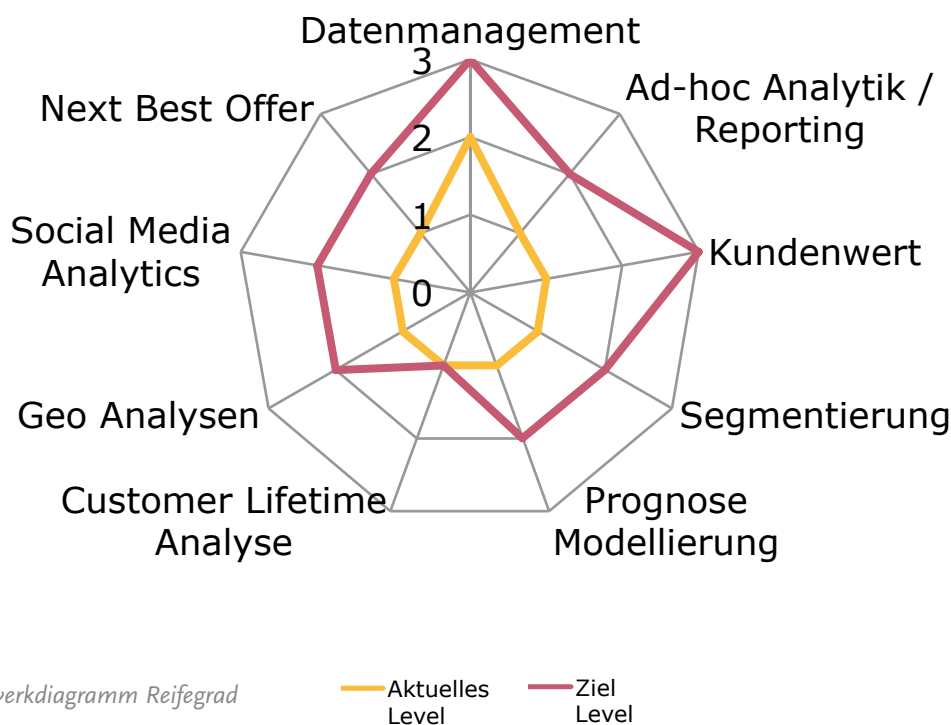 Datenmanagement
3
Ad-hoc Analytik /
Reporting
Next Best Offer
2
1
Social Media
Analytics
Kundenwert
0
Geo Analysen
Segmentierung
Customer Lifetime
Analyse
Prognose
Modellierung
Reifegrad
Aktuelles
Level
Ziel
Level